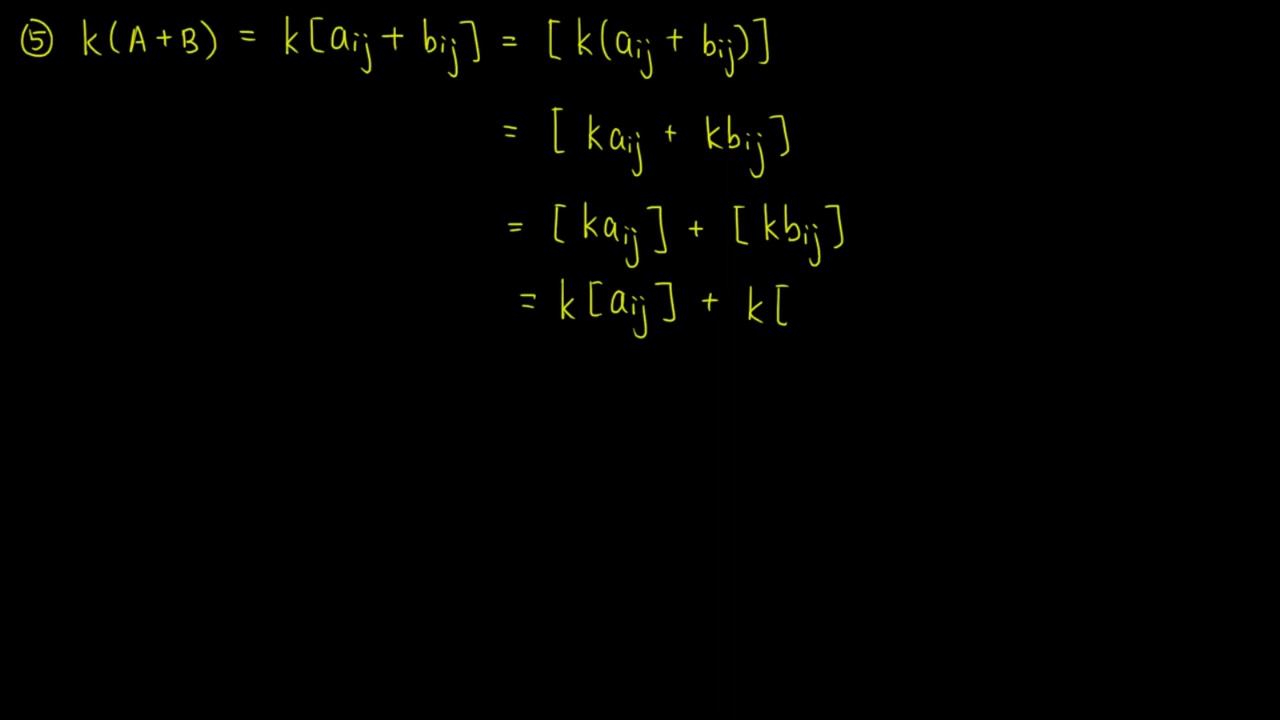 ⑤ k(A+B) = k[aij + bij] = [k(aij + bij)]
= [kaij + kbij]
= [kaij] + [kbij]
= k[aij] + k[